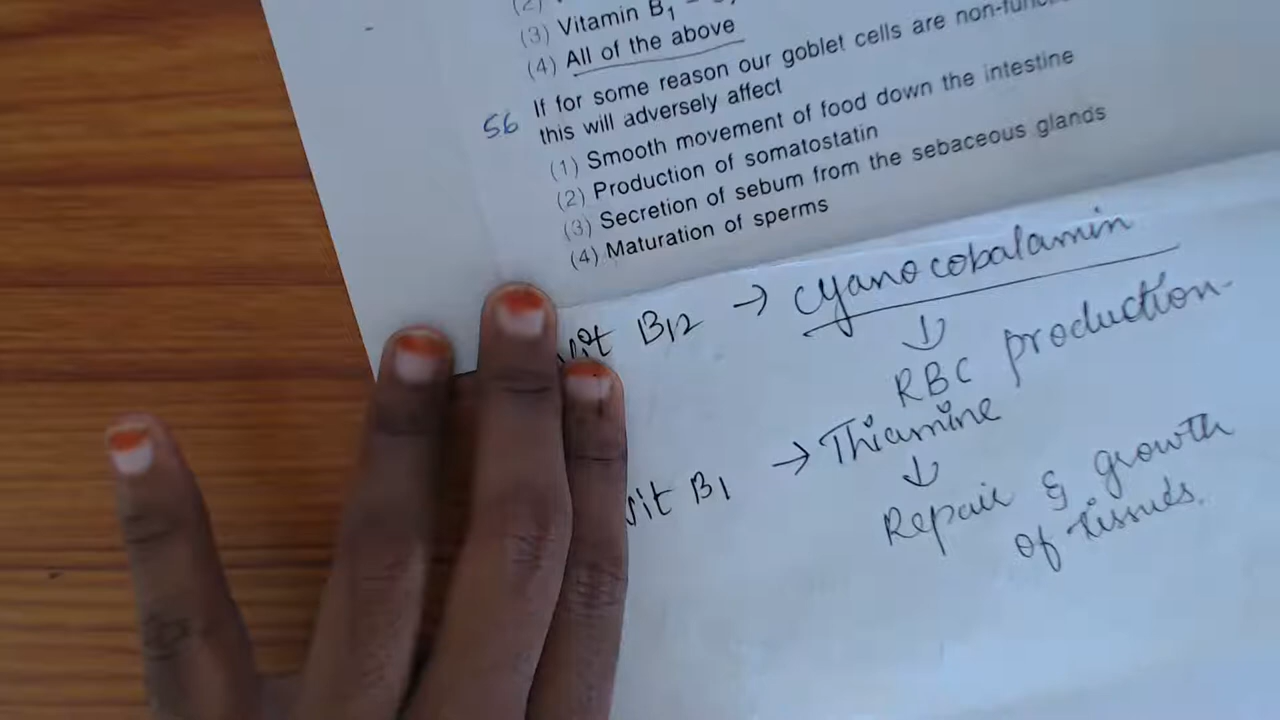 (2)
(3) Vitamin B1 –
(4) All of the above
56 If for some reason our goblet cells are
this will adversely affect
(1) Smooth movement of food down the intestine
(2) Production of somatostatin
(3) Secretion of sebum from the sebaceous glands
(4) Maturation of sperms
Vit B12 → cyanocobalamin
↓
RBC production.
Vit B1 → Thiamine
↓
Repair & growth
of tissues.